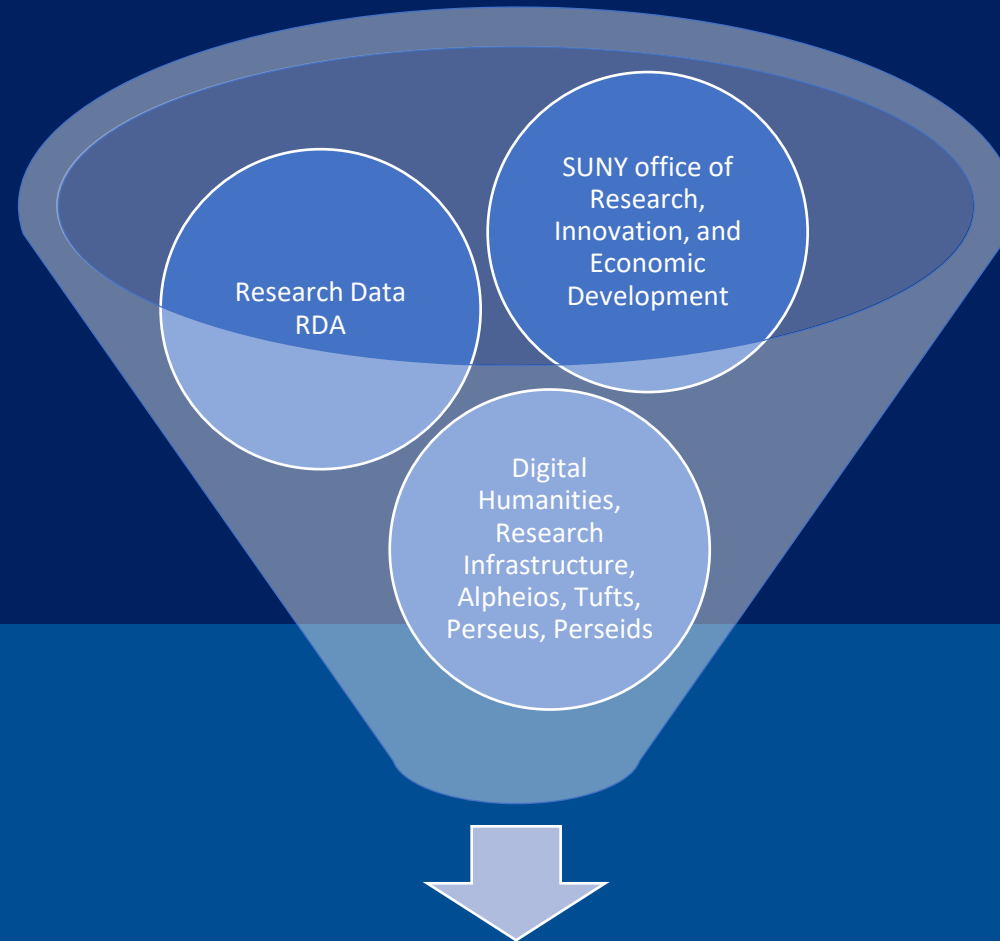 SUNY office of
Research,
Innovation, and
Economic
Development
Research Data
RDA
Digital
Humanities,
Research
Infrastructure,
Alpheios, Tufts,
Perseus, Perseids